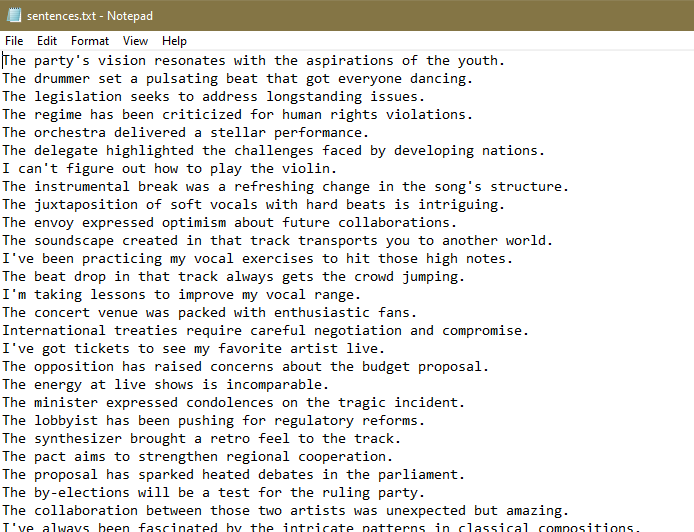 sentences.txt - Notepad
File Edit Format View Help
The party's vision resonates with the aspirations of the youth.
The drummer set a pulsating beat that got everyone dancing.
The legislation seeks to address longstanding issues.
The regime has been criticized for human rights violations.
The orchestra delivered a stellar performance.
The delegate highlighted the challenges faced by developing nations.
I can't figure out how to play the violin.
The instrumental break was a refreshing change in the song's structure.
The juxtaposition of soft vocals with hard beats is intriguing.
The envoy expressed optimism about future collaborations.
The soundscape created in that track transports you to another world.
I've been practicing my vocal exercises to hit those high notes.
The beat drop in that track always gets the crowd jumping.
I'm taking lessons to improve my vocal range.
The concert venue was packed with enthusiastic fans.
International treaties require careful negotiation and compromise.
I've got tickets to see my favorite artist live.
The opposition has raised concerns about the budget proposal.
The energy at live shows is incomparable.
The minister expressed condolences on the tragic incident.
The lobbyist has been pushing for regulatory reforms.
The synthesizer brought a retro feel to the track.
The pact aims to strengthen regional cooperation.
The proposal has sparked heated debates in the parliament.
The by-elections will be a test for the ruling party.
The collaboration between those two artists was unexpected but amazing.
I've always been fascinated by the intricate patterns in classical compositions.